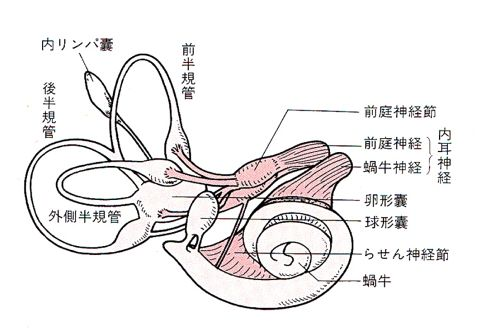 内リンパ嚢
前半規管
後半規管
外側半規管
前庭神経節
前庭神経
蝸牛神経
内耳神経
卵形嚢
球形嚢
らせん神経節
蝸牛